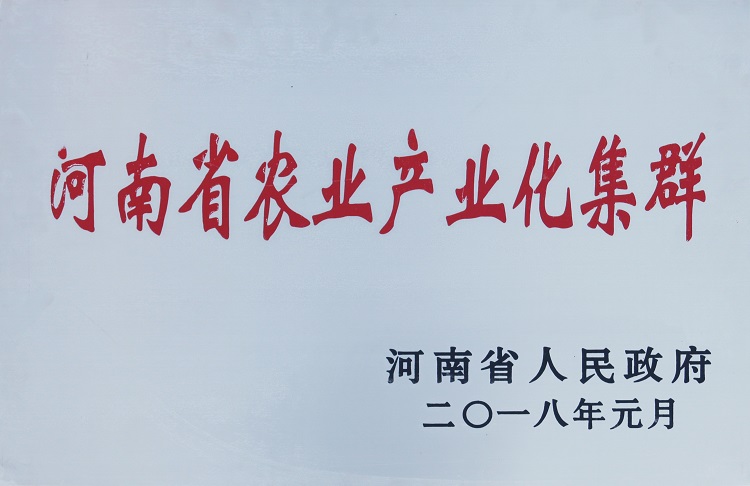 河南省农业产业化集群
河南省人民政府
二〇一八年元月